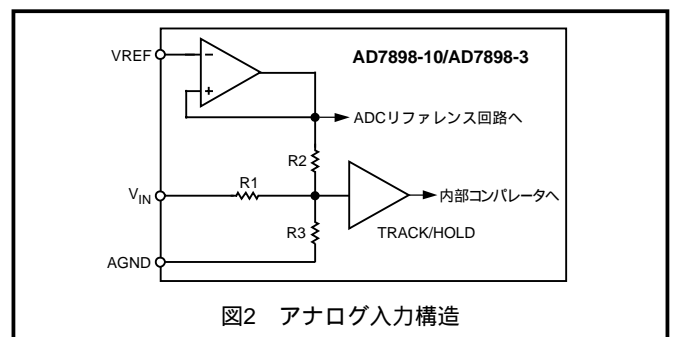 VREF
−
+
AD7898-10/AD7898-3
ADCリファレンス回路へ
R2
VIN
R1
内部コンパレータへ
R3
TRACK/HOLD
AGND
図2 アナログ入力構造